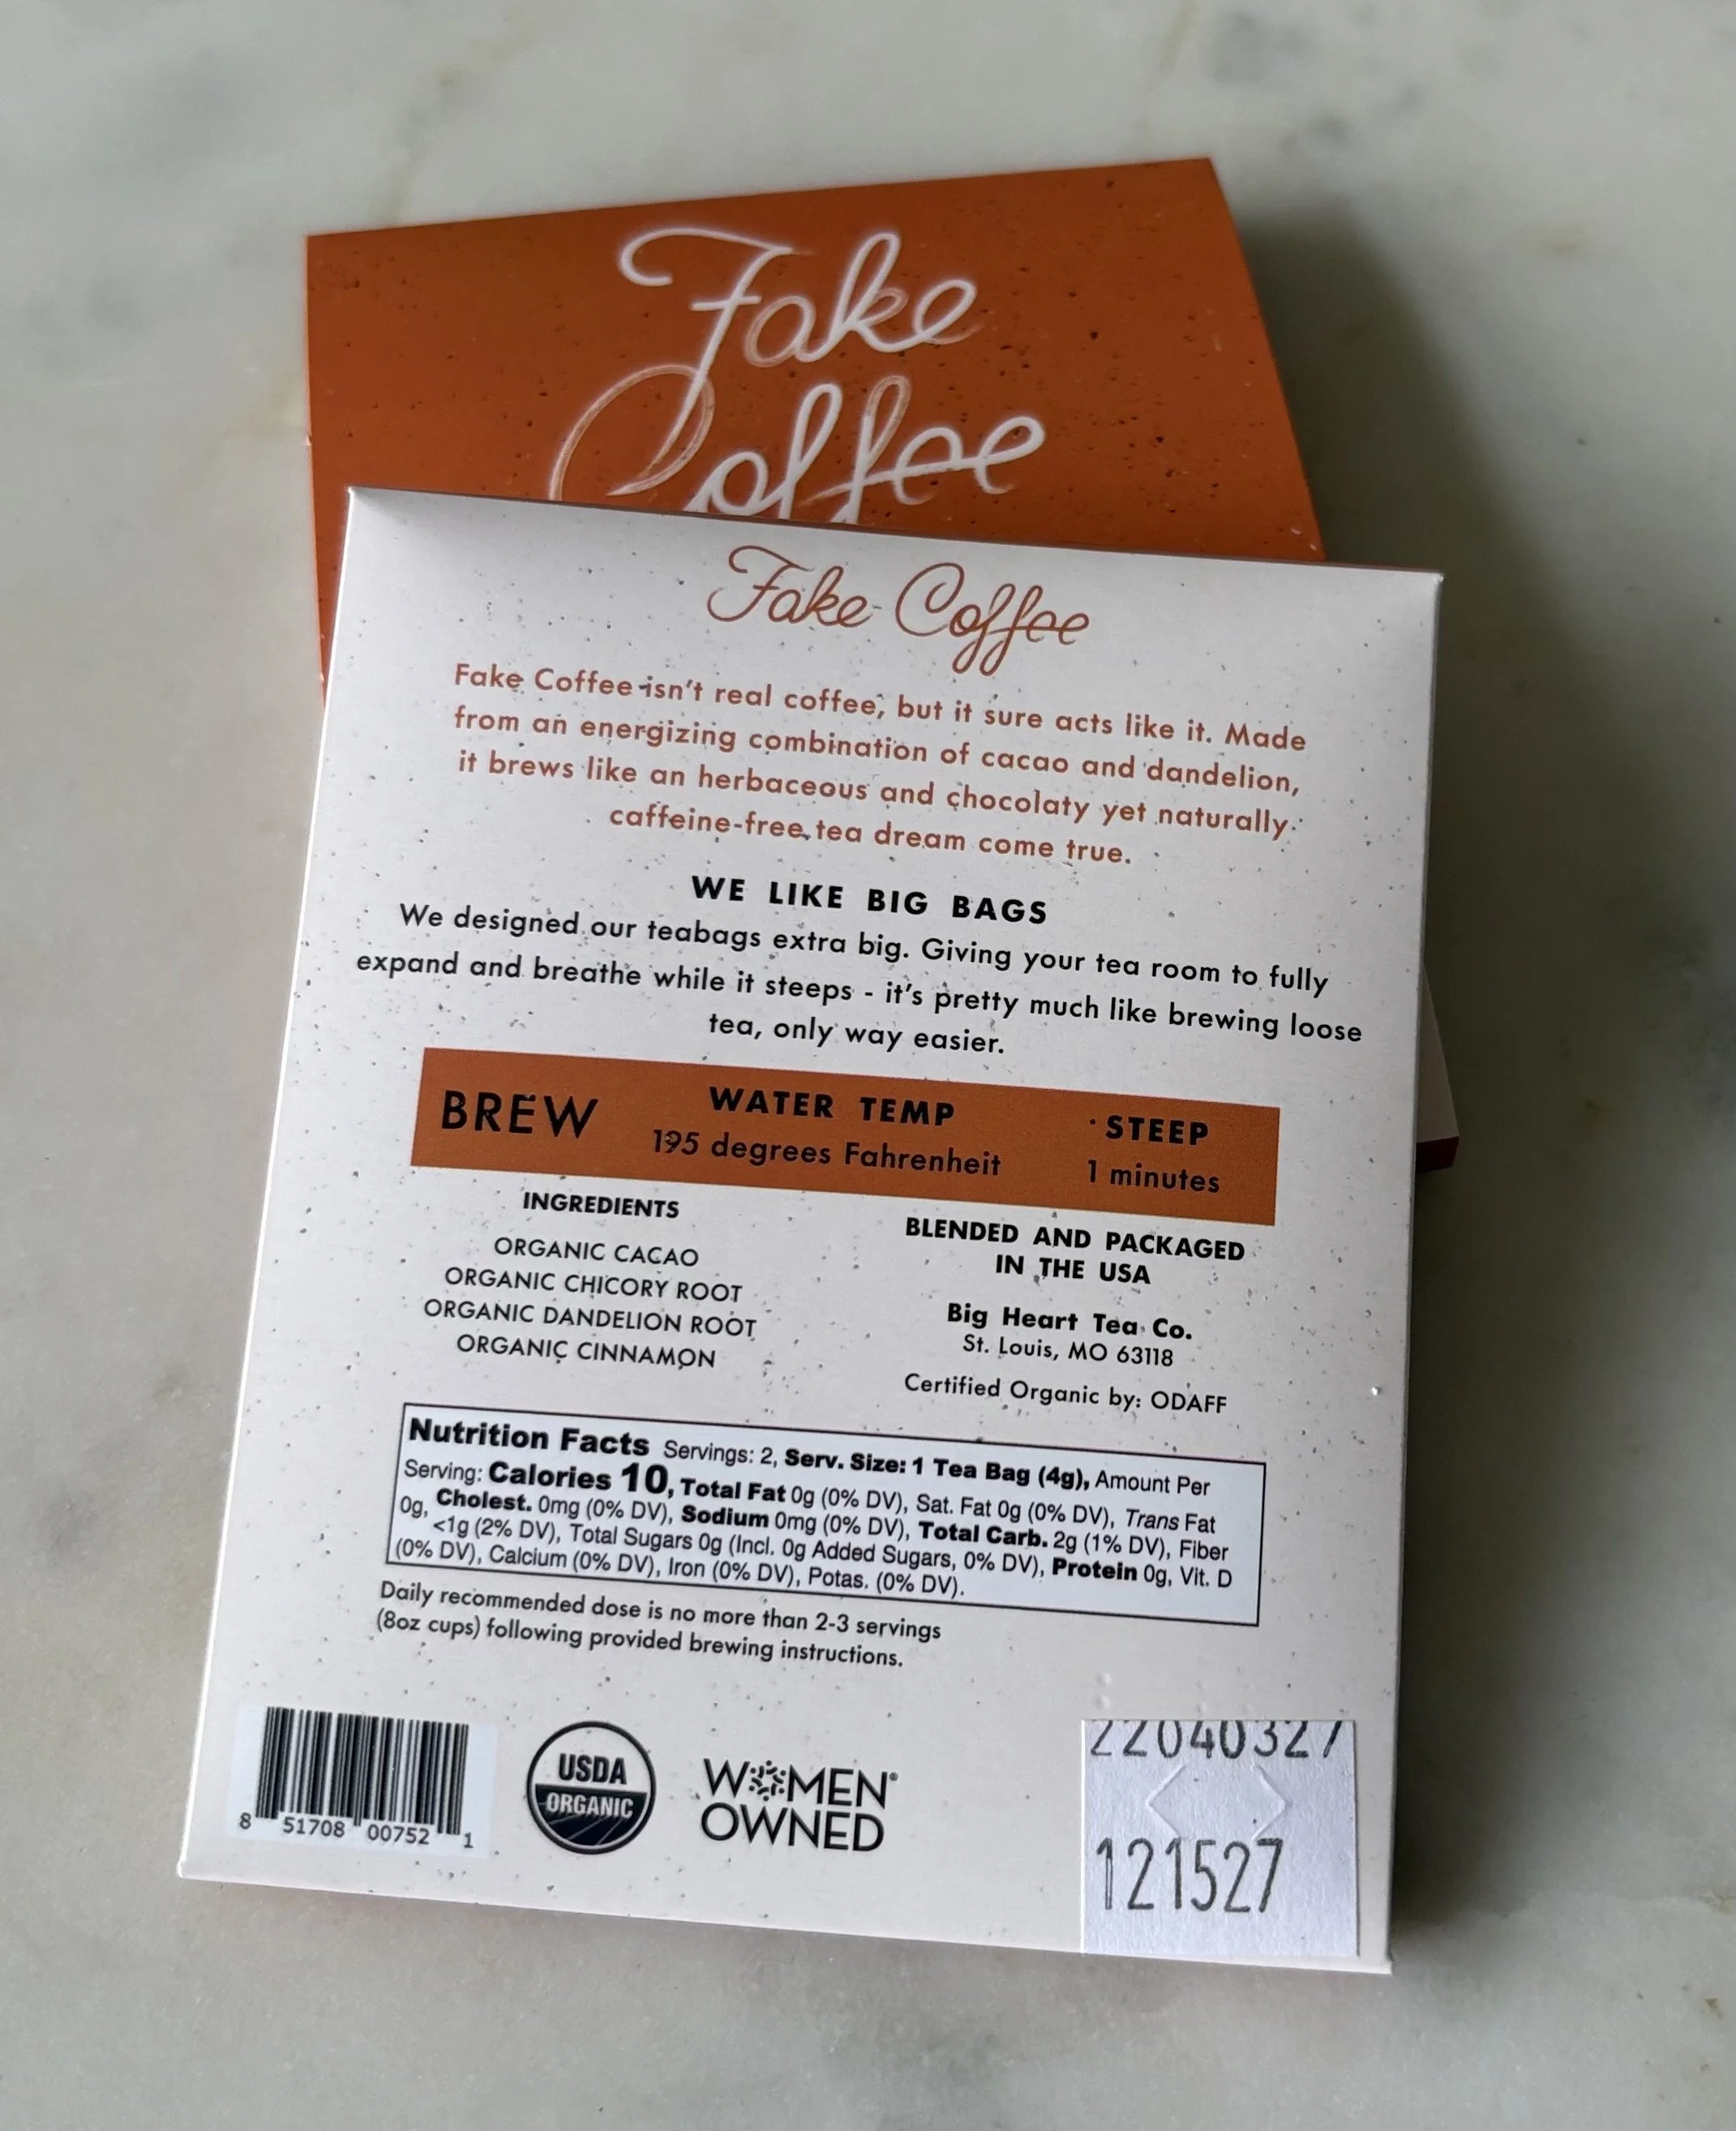 Fake
Coffee
Fake Coffee
Fake Coffee isn't real coffee, but it sure acts like it. Made
from an energizing combination of cacao and dandelion,
it brews like an herbaceous and chocolaty yet naturally
caffeine-free tea dream come true.
WE LIKE BIG BAGS
We designed our teabags extra big. Giving your tea room to fully
expand and breathe while it steeps - it's pretty much like brewing loose
tea, only way easier.
BREW
WATER TEMP
195 degrees Fahrenheit
STEEP
1 minutes
INGREDIENTS
ORGANIC CACAO
ORGANIC CHICORY ROOT
ORGANIC DANDELION ROOT
ORGANIC CINNAMON
BLENDED AND PACKAGED
IN THE USA
Big Heart Tea Co.
St. Louis, MO 63118
Certified Organic by: ODAFF
Nutrition Facts Servings: 2, Serv. Size: 1 Tea Bag (4g), Amount Per
Serving: Calories 10, Total Fat 0g (0% DV), Sat. Fat 0g (0% DV), Trans Fat
0g, Cholest. 0mg (0% DV), Sodium 0mg (0% DV), Total Carb. 2g (1% DV), Fiber
<1g (2% DV), Total Sugars 0g (Incl. 0g Added Sugars, 0% DV), Protein 0g, Vit. D
(0% DV), Calcium (0% DV), Iron (0% DV), Potas. (0% DV).
Daily recommended dose is no more than 2-3 servings
(8oz cups) following provided brewing instructions.
8 51708 00752 1
USDA
ORGANIC
WOMEN®
OWNED
22040327
121527